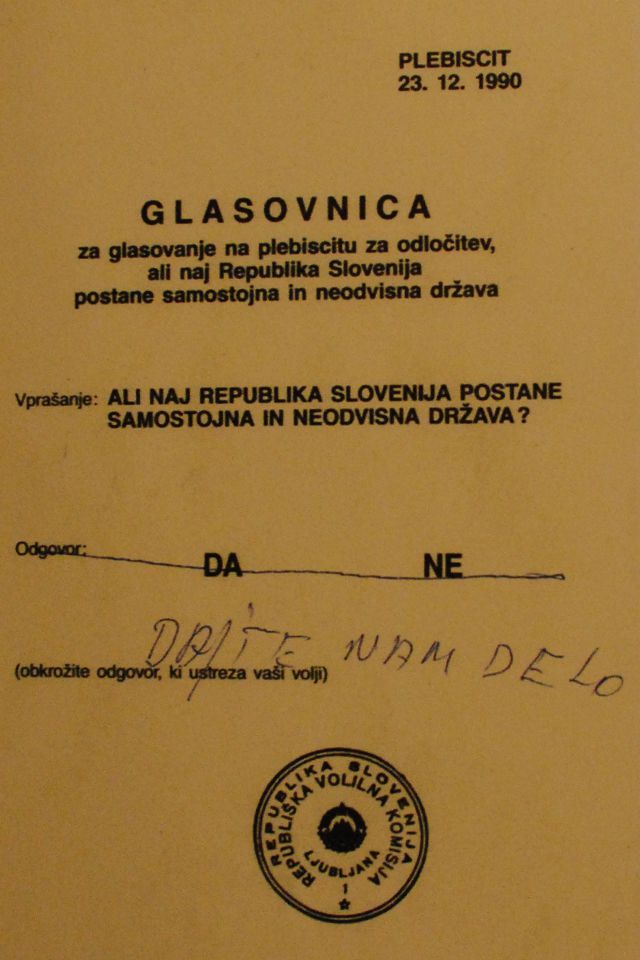 PLEBISCIT
23. 12. 1990
GLASOVNICA
za glasovanje na plebiscitu za odločitev,
ali naj Republika Slovenija
postane samostojna in neodvisna država
Vprašanje: ALI NAJ REPUBLIKA SLOVENIJA POSTANE
SAMOSTOJNA IN NEODVISNA DRŽAVA?
Odgovor:
DA NE
DAJTE NAM DELO
(obkrožite odgovor, ki ustreza vaši volji)
REPUBLIKA SLOVENIJA
REPUBLIŠKA VOLILNA KOMISIJA
LJUBLJANA
1